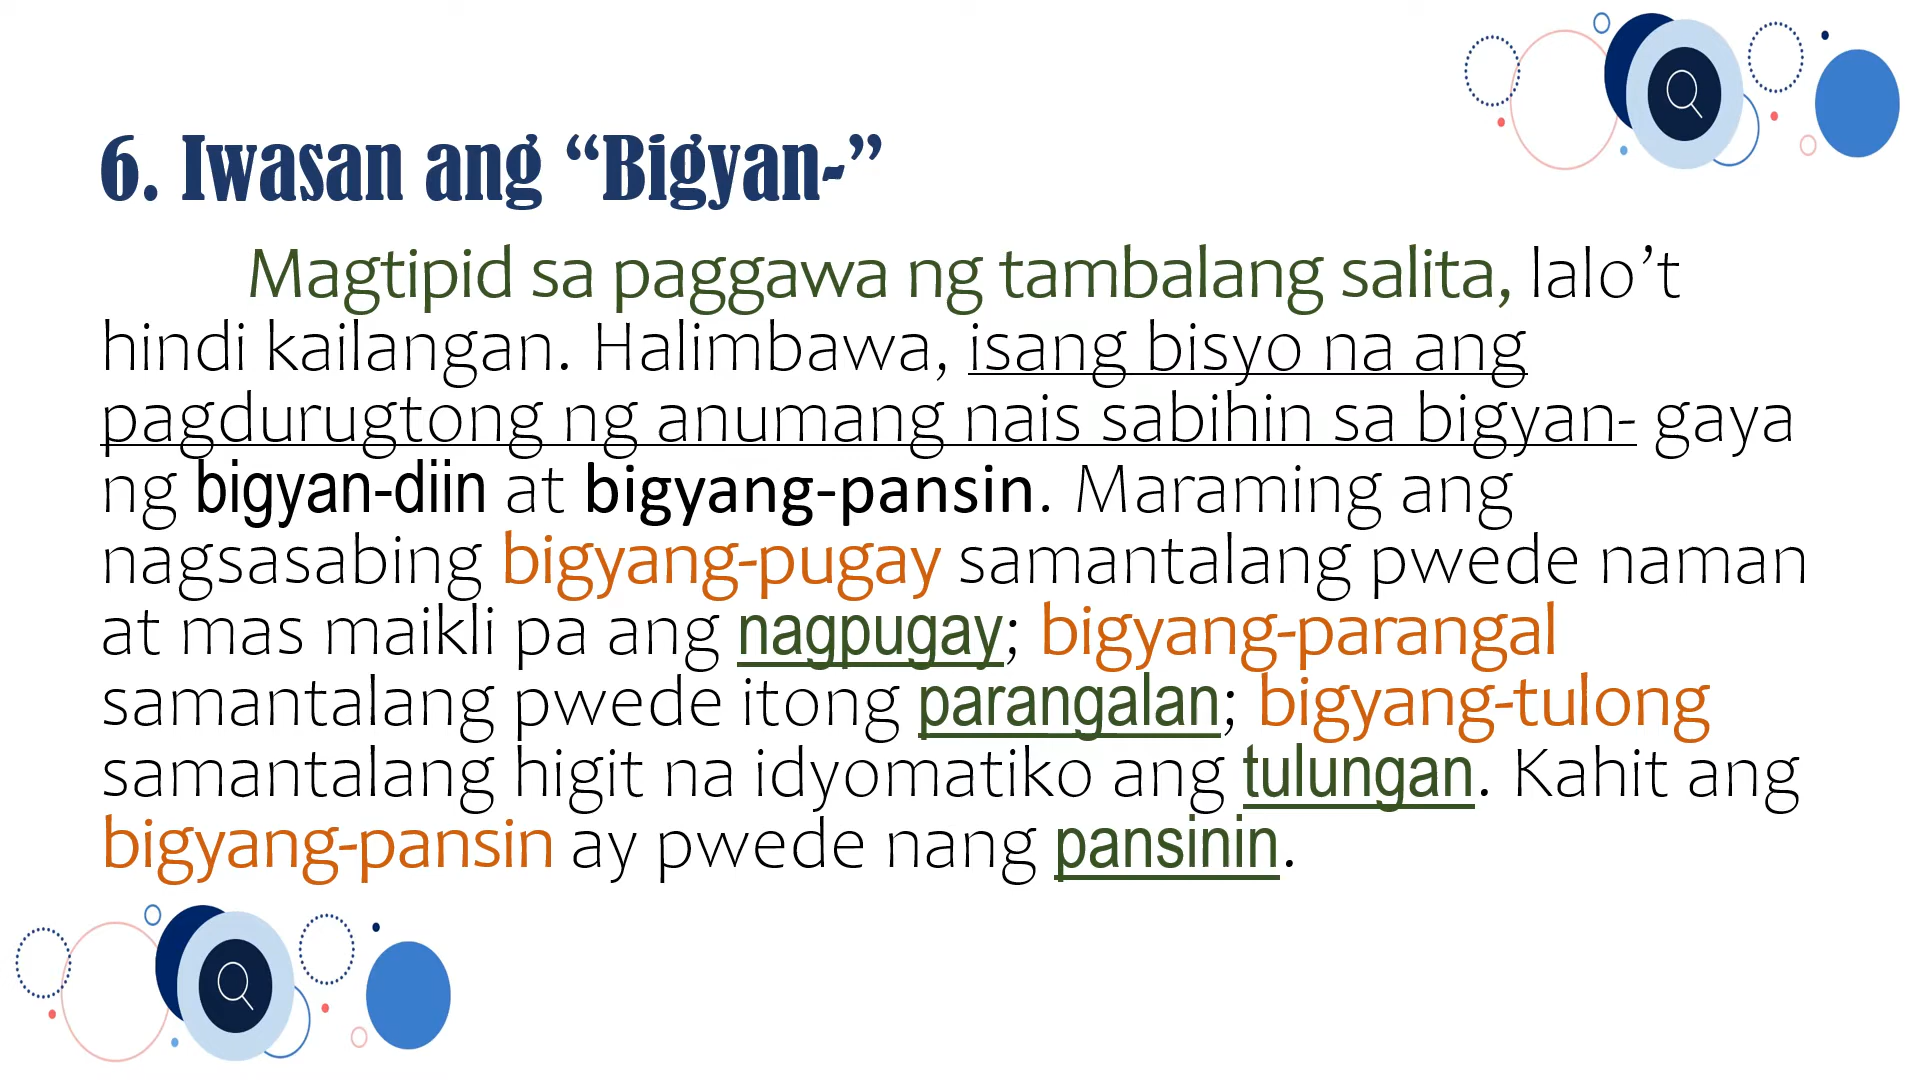 6. Iwasan ang “Bigyan-”
Magtipid sa paggawa ng tambalang salita, lalo’t
hindi kailangan. Halimbawa, isang bisyo na ang
pagdurugtong ng anumang nais sabihin sa bigyan- gaya
ng bigyan-diin at bigyang-pansin. Maraming ang
nagsasabing bigyang-pugay samantalang pwede naman
at mas maikli pa ang nagpugay; bigyang-parangal
samantalang pwede itong parangalan; bigyang-tulong
samantalang higit na idyomatiko ang tulungan. Kahit ang
bigyang-pansin ay pwede nang pansinin.